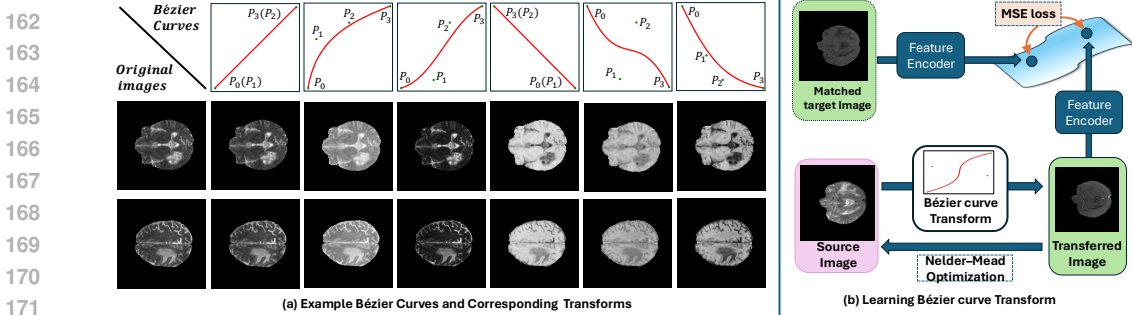 162
163
164
165
166
167
168
169
170
171
Bézier
Curves
Original
images
P3(P2)
P0(P1)
P1
P2
P3
P0
P3
P2
P0
P1
P3(P2)
P0(P1)
P0
P2
P1
P3
P0
P1
P2
P3
(a) Example Bézier Curves and Corresponding Transforms
Matched
target Image
Feature
Encoder
MSE loss
Feature
Encoder
Source
Image
Bézier curve
Transform
Transferred
Image
Nelder–Mead
Optimization
(b) Learning Bézier curve Transform